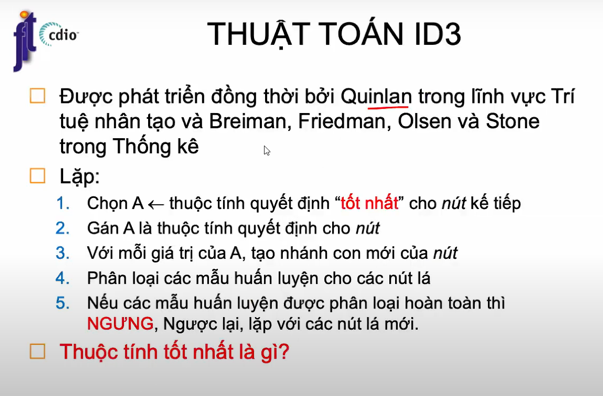 jt
cdio
THUẬT TOÁN ID3
Được phát triển đồng thời bởi Quinlan trong lĩnh vực Trí
tuệ nhân tạo và Breiman, Friedman, Olsen và Stone
trong Thống kê
Lặp:
1. Chọn A ← thuộc tính quyết định “tốt nhất” cho nút kế tiếp
2. Gán A là thuộc tính quyết định cho nút
3. Với mỗi giá trị của A, tạo nhánh con mới của nút
4. Phân loại các mẫu huấn luyện cho các nút lá
5. Nếu các mẫu huấn luyện được phân loại hoàn toàn thì
NGƯNG, Ngược lại, lặp với các nút lá mới.
Thuộc tính tốt nhất là gì?